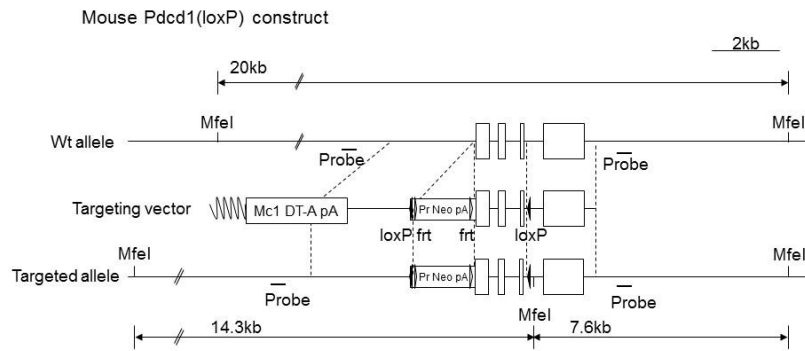 Mouse Pdcd1(loxP) construct
2kb
20kb
MfeI MfeI
Wt allele
Probe Probe
Targeting vector Mc1 DT-A pA Pr Neo pA
loxP frt frt loxP
MfeI MfeI
Targeted allele Pr Neo pA
Probe Probe
MfeI
14.3kb 7.6kb